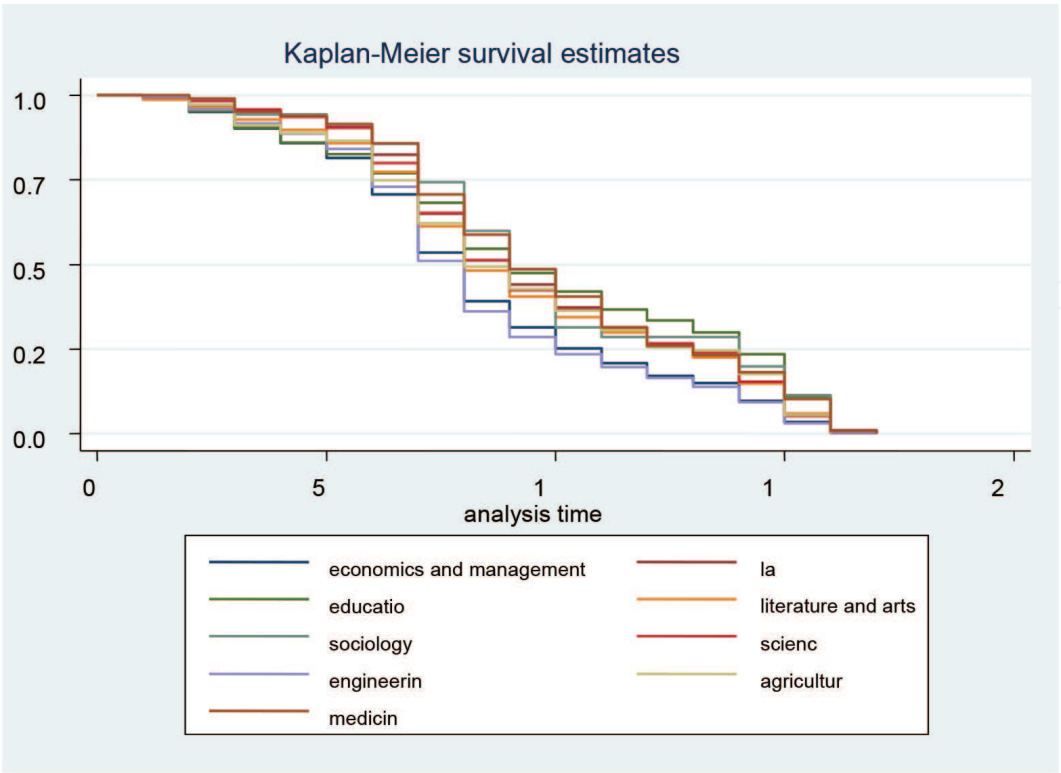 Kaplan-Meier survival estimates
1.0
0.7
0.5
0.2
0.0
0 5 1 1 2
analysis time
economics and management la
educatio literature and arts
sociology scienc
engineerin agricultur
medicin